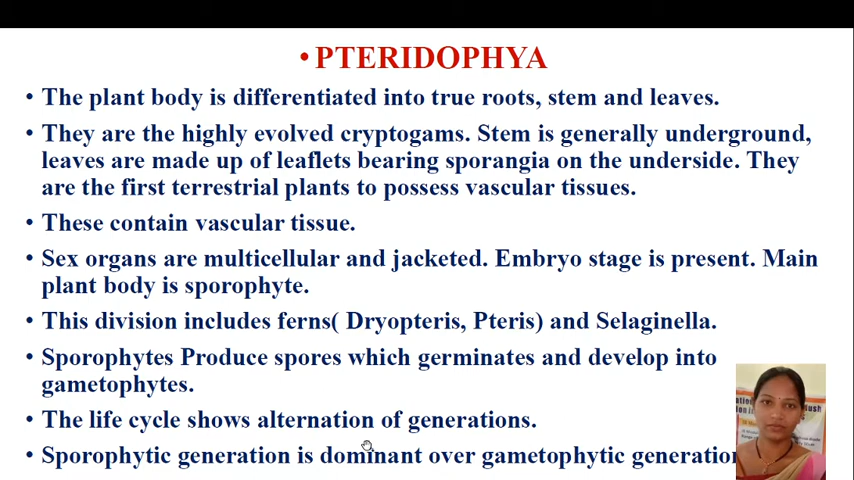 • PTERIDOPHYA
• The plant body is differentiated into true roots, stem and leaves.
• They are the highly evolved cryptogams. Stem is generally underground,
leaves are made up of leaflets bearing sporangia on the underside. They
are the first terrestrial plants to possess vascular tissues.
• These contain vascular tissue.
• Sex organs are multicellular and jacketed. Embryo stage is present. Main
plant body is sporophyte.
• This division includes ferns( Dryopteris, Pteris) and Selaginella.
• Sporophytes Produce spores which germinates and develop into
gametophytes.
• The life cycle shows alternation of generations.
• Sporophytic generation is dominant over gametophytic generation